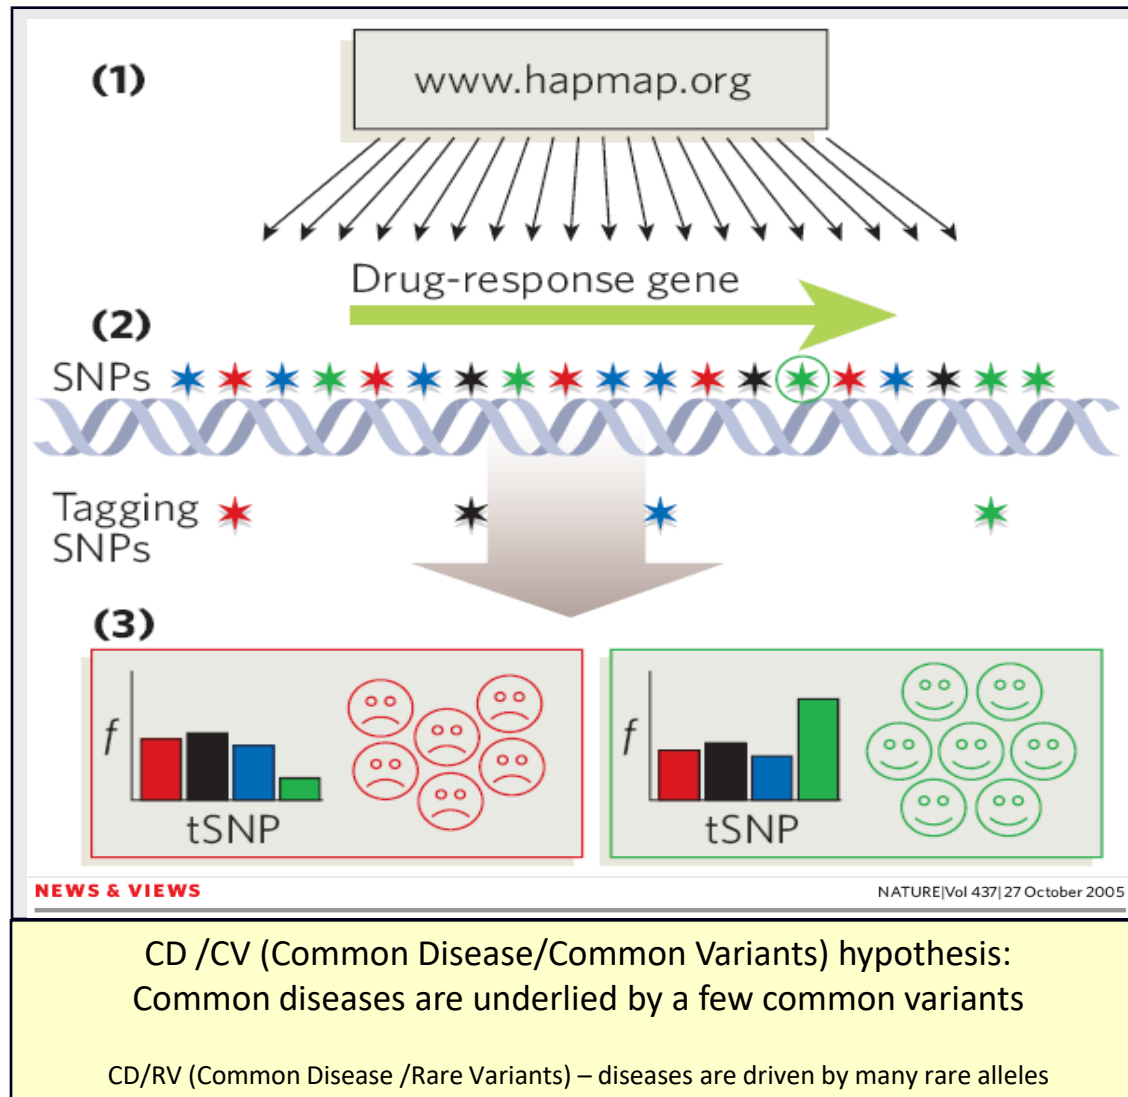 (1)
www.hapmap.org
Drug-response gene
(2)
SNPs
Tagging
SNPs
(3)
f
tSNP
f
tSNP
NEWS & VIEWS
NATURE|Vol 437|27 October 2005
CD /CV (Common Disease/Common Variants) hypothesis:
Common diseases are underlied by a few common variants
CD/RV (Common Disease /Rare Variants) – diseases are driven by many rare alleles